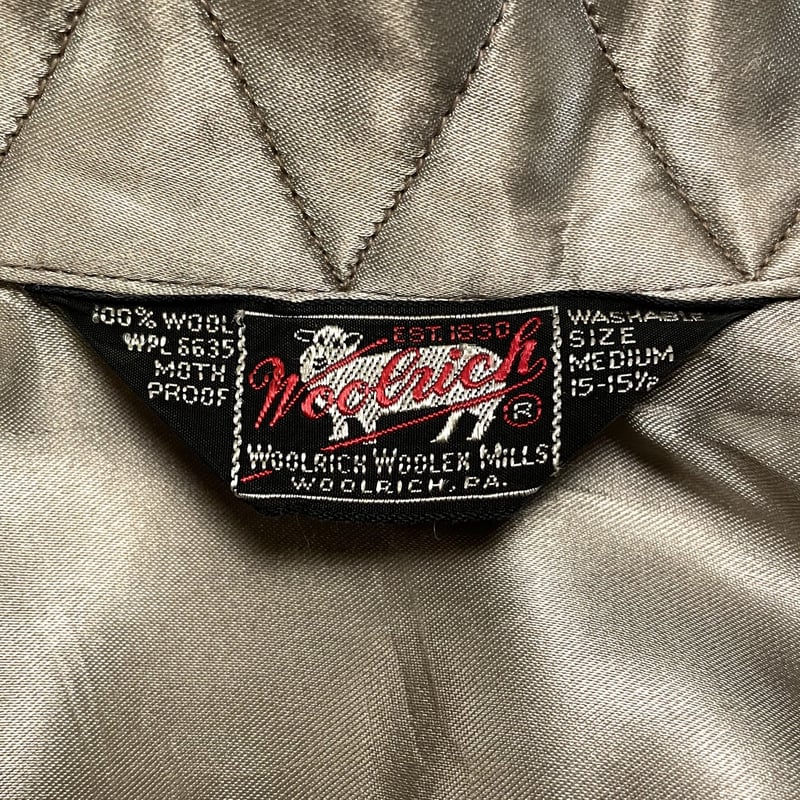 100% WOOL
WPL 6635
MOTH
PROOF
EST. 1830
Woolrich
®
WOOLRICH WOOLEN MILLS
WOOLRICH, PA.
WASHABLE
SIZE
MEDIUM
15-15½